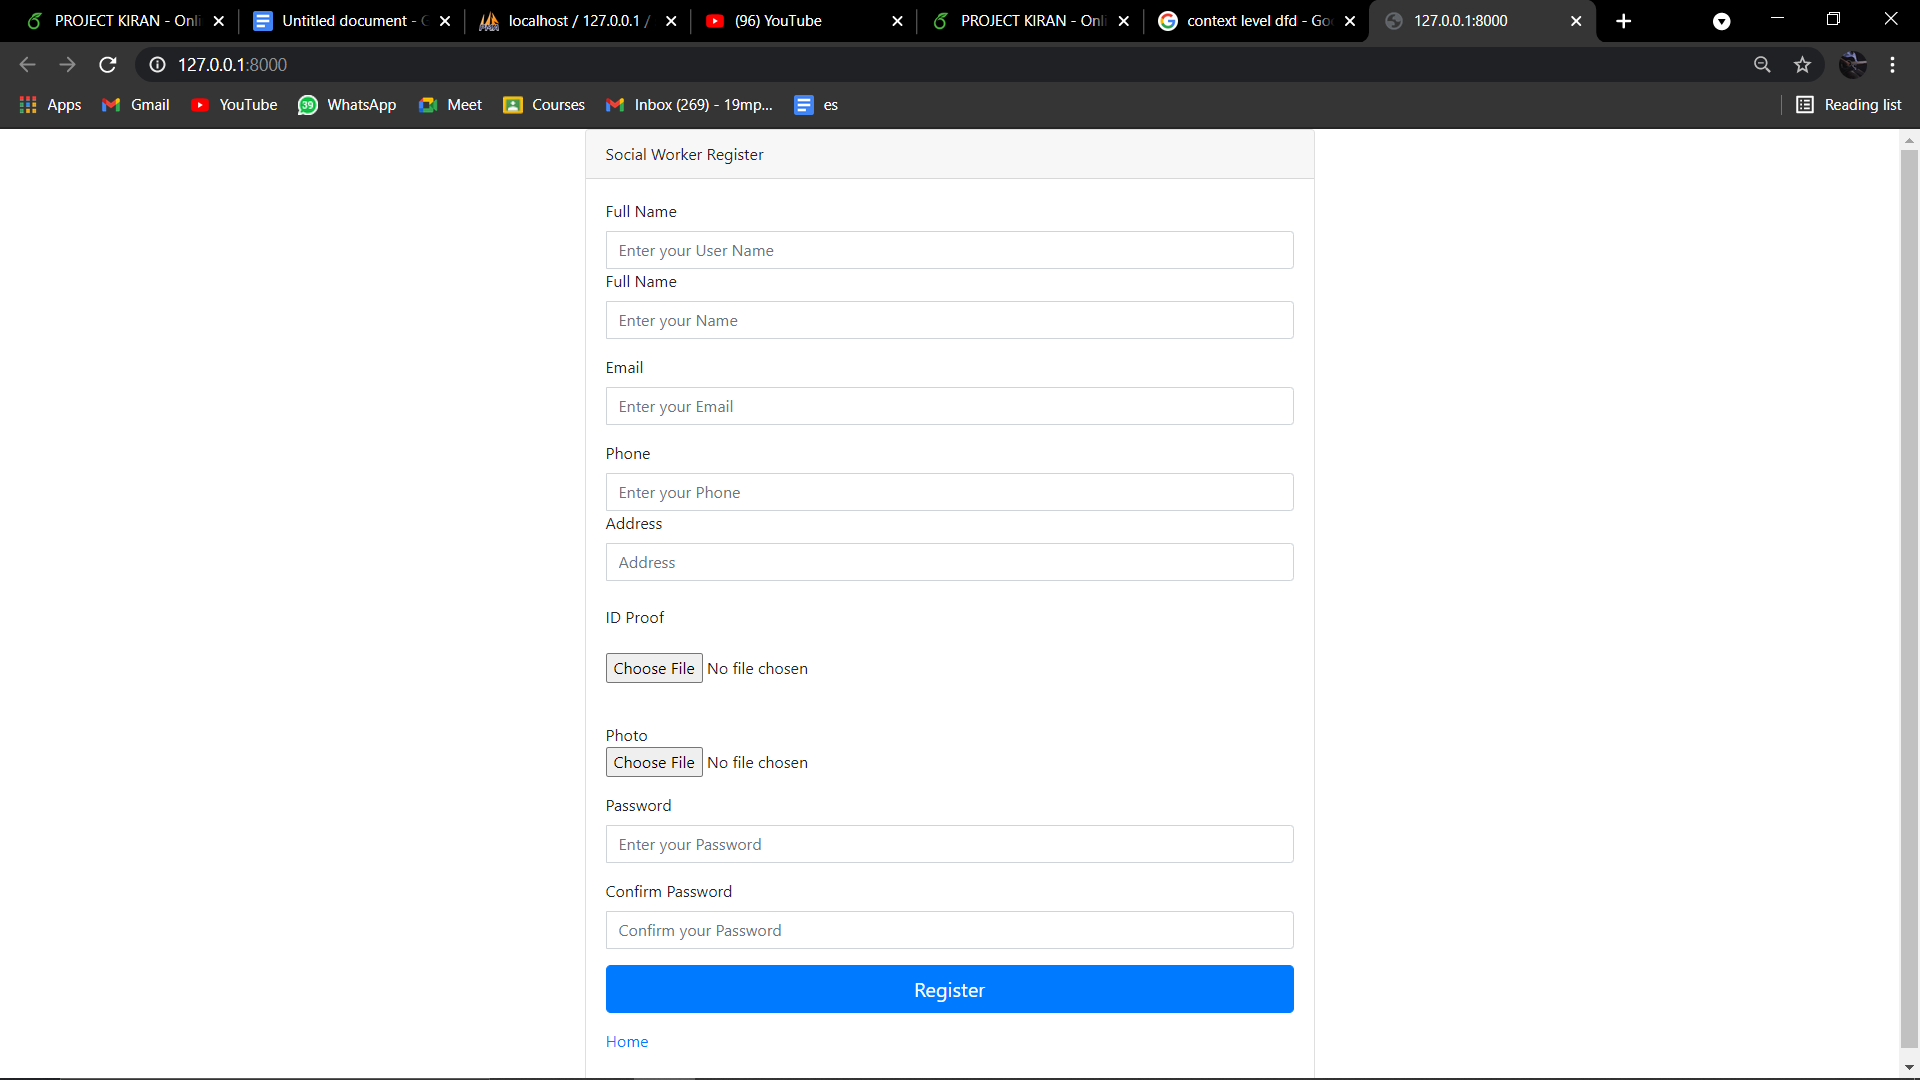 PROJECT KIRAN - Onli
Untitled document - G
localhost / 127.0.0.1 /
(96) YouTube
PROJECT KIRAN - Onli
context level dfd - Goo
127.0.0.1:8000
127.0.0.1:8000
Apps
Gmail
YouTube
39
WhatsApp
Meet
Courses
Inbox (269) - 19mp...
es
Reading list
Social Worker Register
Full Name
Enter your User Name
Full Name
Enter your Name
Email
Enter your Email
Phone
Enter your Phone
Address
Address
ID Proof
Choose File No file chosen
Photo
Choose File No file chosen
Password
Enter your Password
Confirm Password
Confirm your Password
Register
Home